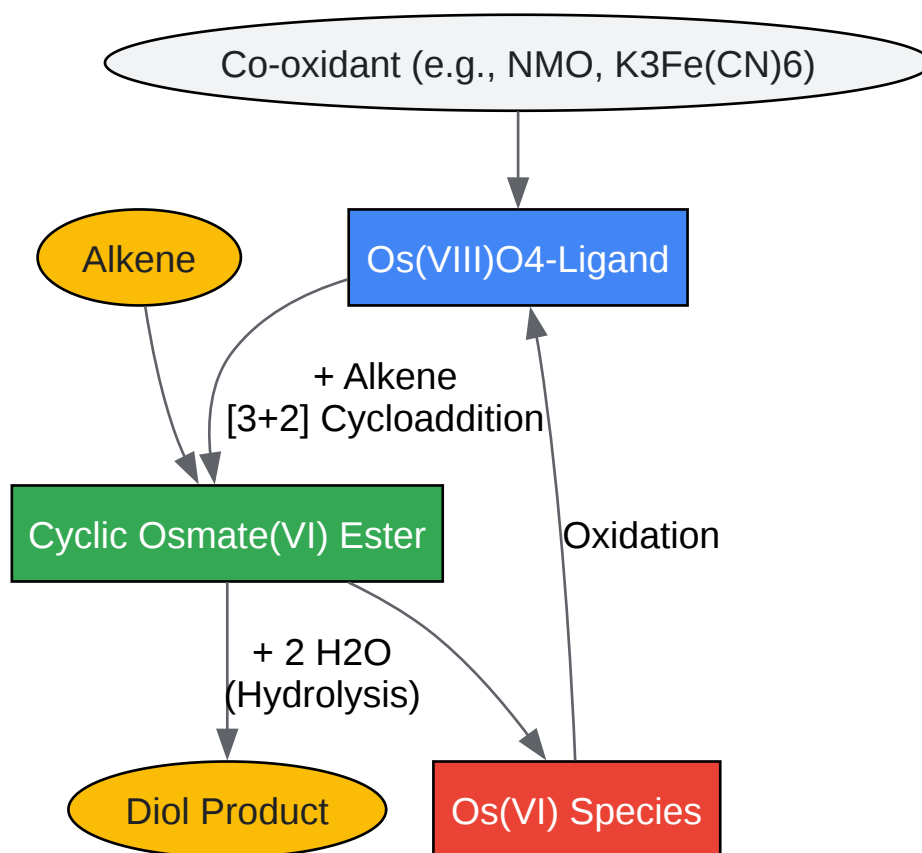 Co-oxidant (e.g., NMO, K3Fe(CN)6)
Alkene
Os(VIII)O4-Ligand
+ Alkene
[3+2] Cycloaddition
Cyclic Osmate(VI) Ester
Oxidation
+ 2 H2O
(Hydrolysis)
Diol Product
Os(VI) Species